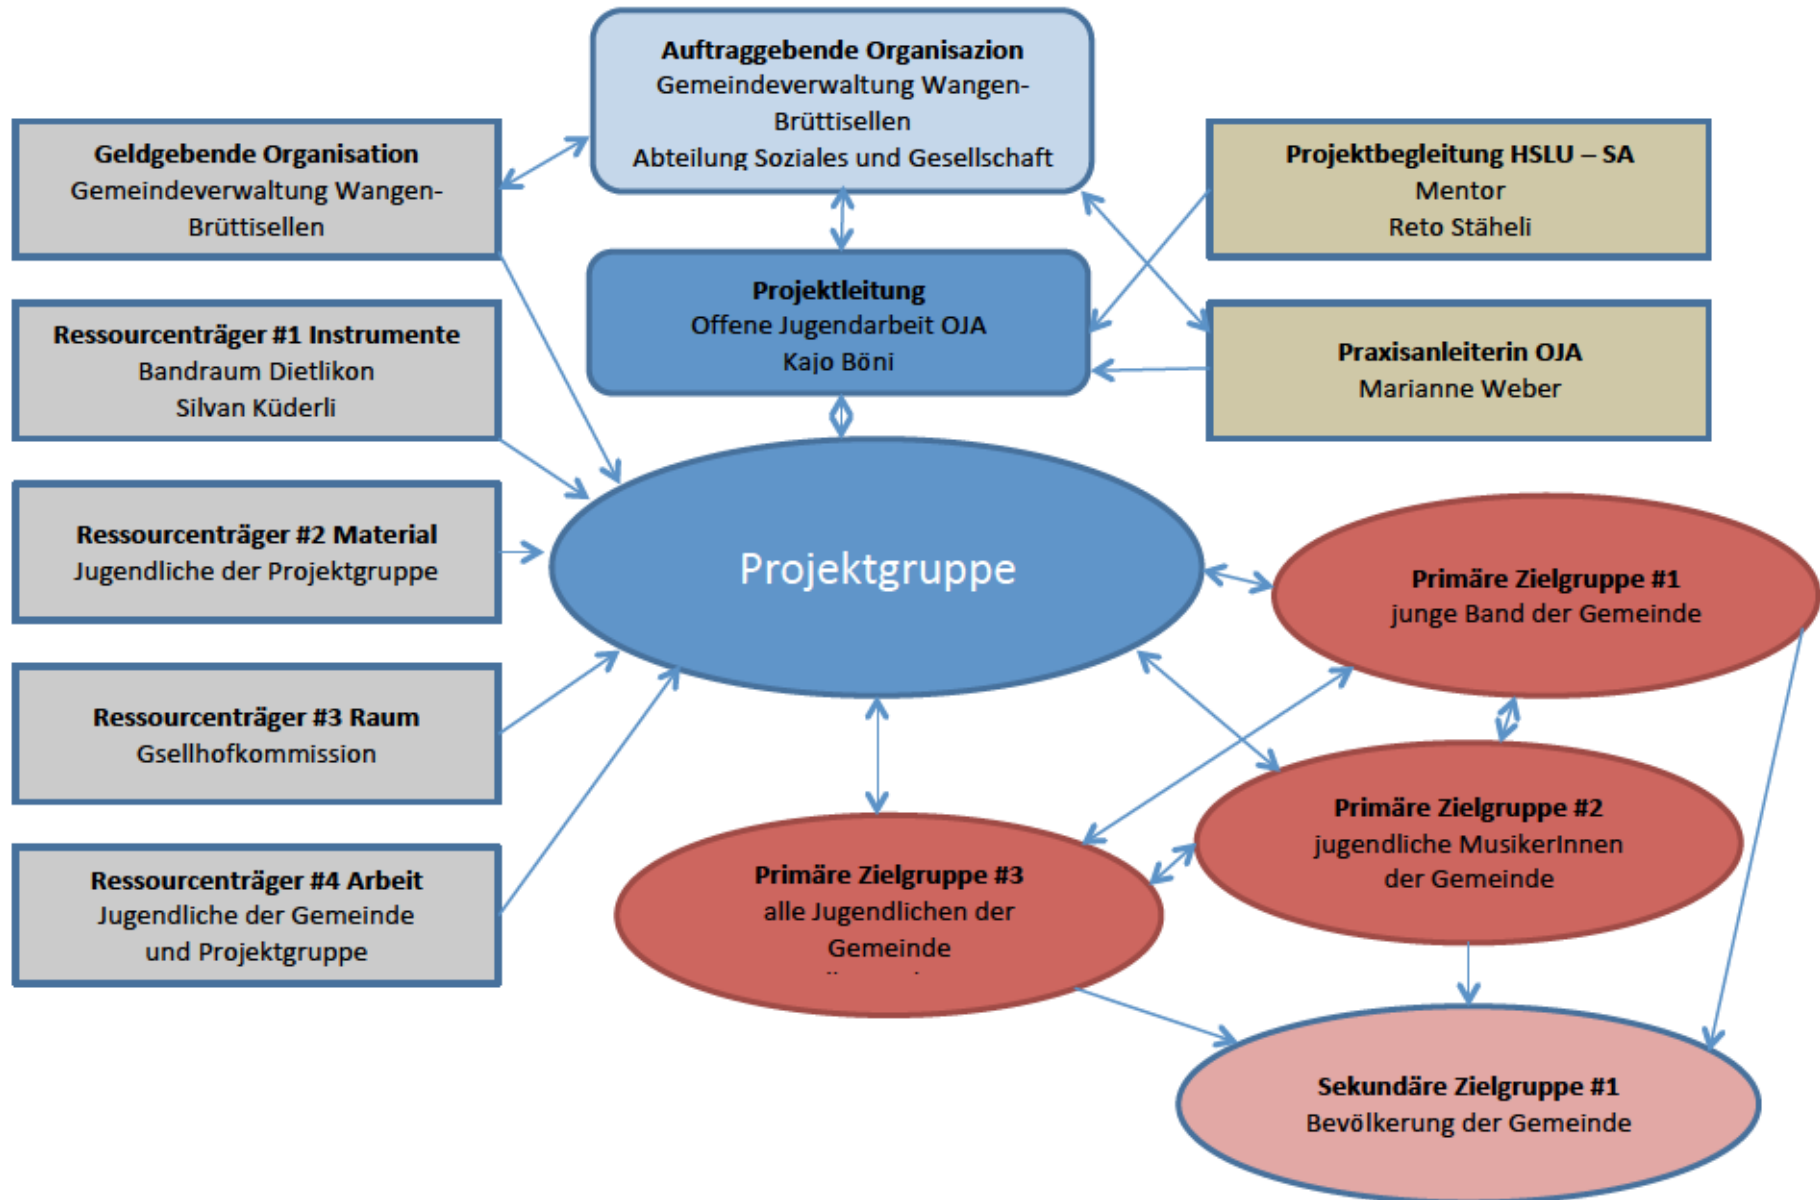 Auftraggebende Organisazion
Gemeindeverwaltung Wangen-
Brüttisellen
Abteilung Soziales und Gesellschaft
Geldgebende Organisation
Gemeindeverwaltung Wangen-
Brüttisellen
Projektbegleitung HSLU – SA
Mentor
Reto Stäheli
Projektleitung
Offene Jugendarbeit OJA
Kajo Böni
Ressourcenträger #1 Instrumente
Bandraum Dietlikon
Silvan Küderli
Praxisanleiterin OJA
Marianne Weber
Ressourcenträger #2 Material
Jugendliche der Projektgruppe
Projektgruppe
Primäre Zielgruppe #1
junge Band der Gemeinde
Ressourcenträger #3 Raum
Gsellhofkommission
Primäre Zielgruppe #2
jugendliche MusikerInnen
der Gemeinde
Ressourcenträger #4 Arbeit
Jugendliche der Gemeinde
und Projektgruppe
Primäre Zielgruppe #3
alle Jugendlichen der
Gemeinde
Sekundäre Zielgruppe #1
Bevölkerung der Gemeinde